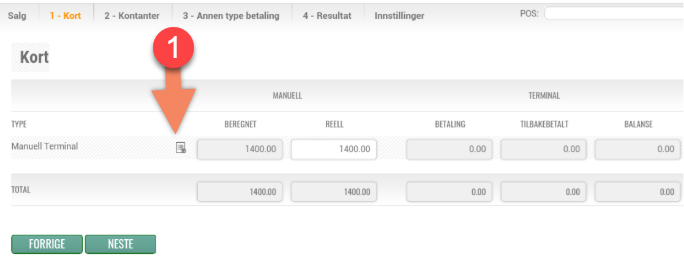 Salg 1 - Kort 2 - Kontanter 3 - Annen type betaling 4 - Resultat Innstillinger POS:
1
Kort
MANUELL TERMINAL
TYPE BEREGNET REELL BETALING TILBAKEBETALT BALANSE
Manuell Terminal 1400.00 1400.00 0.00 0.00 0.00
TOTAL 1400.00 1400.00 0.00 0.00 0.00
FORRIGE NESTE